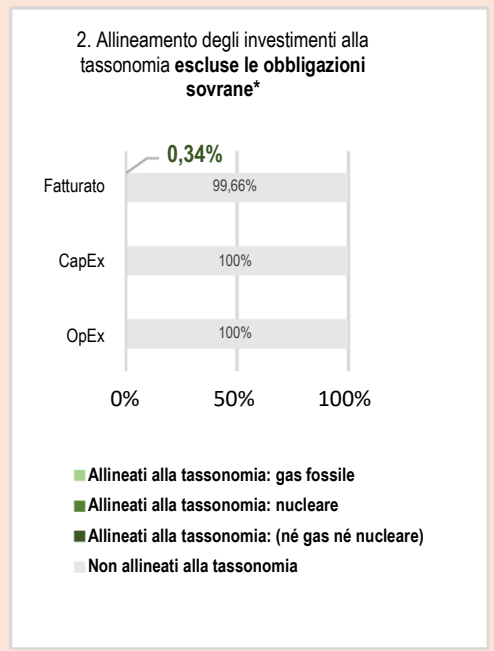 2. Allineamento degli investimenti alla
tassonomia escluse le obbligazioni
sovrane*
0,34%
Fatturato 99,66%
CapEx 100%
OpEx 100%
0% 50% 100%
Allineati alla tassonomia: gas fossile
Allineati alla tassonomia: nucleare
Allineati alla tassonomia: (né gas né nucleare)
Non allineati alla tassonomia